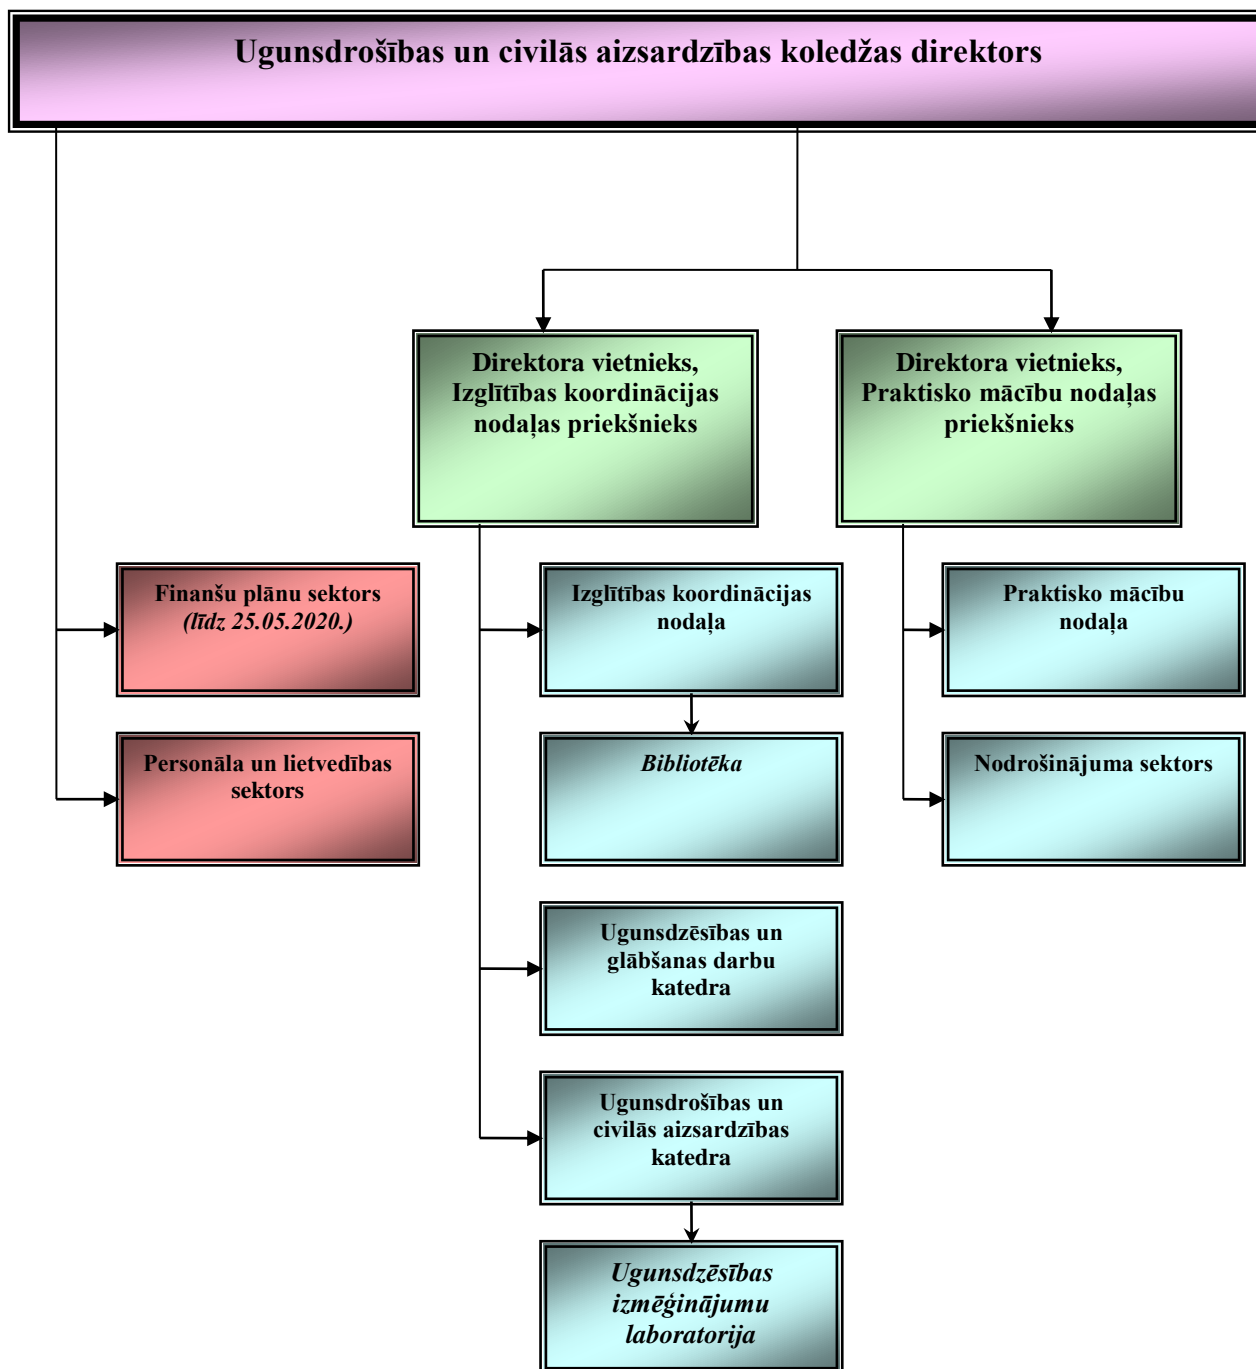 Ugunsdrošības un civilās aizsardzības koledžas direktors
Direktora vietnieks,
Izglītības koordinācijas
nodaļas priekšnieks
Direktora vietnieks,
Praktisko mācību nodaļas
priekšnieks
Finanšu plānu sektors
(līdz 25.05.2020.)
Izglītības koordinācijas
nodaļa
Praktisko mācību
nodaļa
Personāla un lietvedības
sektors
Bibliotēka
Nodrošinājuma sektors
Ugunsdzēsības un
glābšanas darbu
katedra
Ugunsdrošības un
civilās aizsardzības
katedra
Ugunsdzēsības
izmēģinājumu
laboratorija